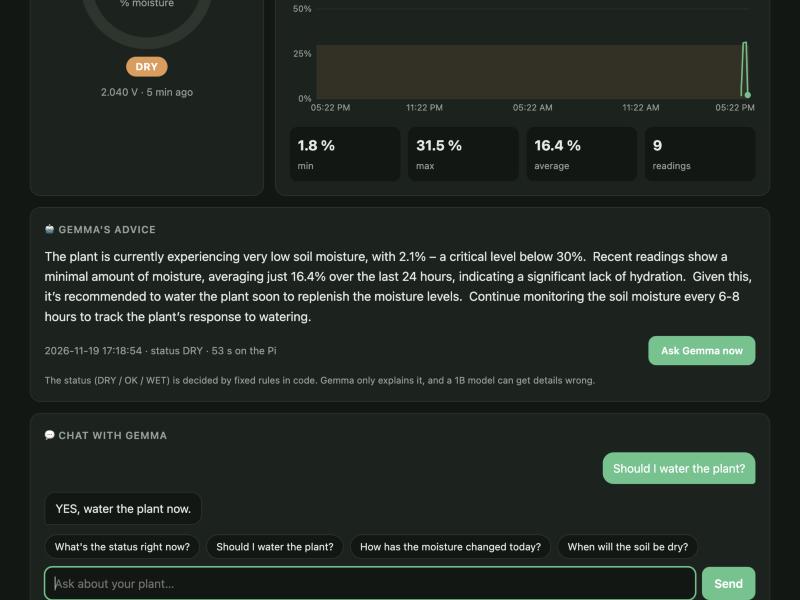 % moisture
DRY
2.040 V · 5 min ago
50%
25%
0%
05:22 PM 11:22 PM 05:22 AM 11:22 AM 05:22 PM
1.8 % 31.5 % 16.4 % 9
min max average readings
GEMMA'S ADVICE
The plant is currently experiencing very low soil moisture, with 2.1% – a critical level below 30%. Recent readings show a
minimal amount of moisture, averaging just 16.4% over the last 24 hours, indicating a significant lack of hydration. Given this,
it's recommended to water the plant soon to replenish the moisture levels. Continue monitoring the soil moisture every 6-8
hours to track the plant's response to watering.
2026-11-19 17:18:54 · status DRY · 53 s on the Pi
Ask Gemma now
The status (DRY / OK / WET) is decided by fixed rules in code. Gemma only explains it, and a 1B model can get details wrong.
CHAT WITH GEMMA
Should I water the plant?
YES, water the plant now.
What's the status right now? Should I water the plant? How has the moisture changed today? When will the soil be dry?
Ask about your plant... Send